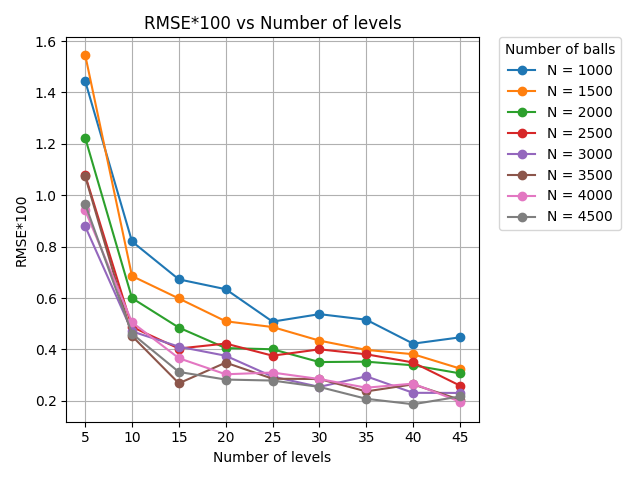 RMSE*100 vs Number of levels
RMSE*100
1.6
1.4
1.2
1.0
0.8
0.6
0.4
0.2
5 10 15 20 25 30 35 40 45
Number of levels
Number of balls
N = 1000
N = 1500
N = 2000
N = 2500
N = 3000
N = 3500
N = 4000
N = 4500